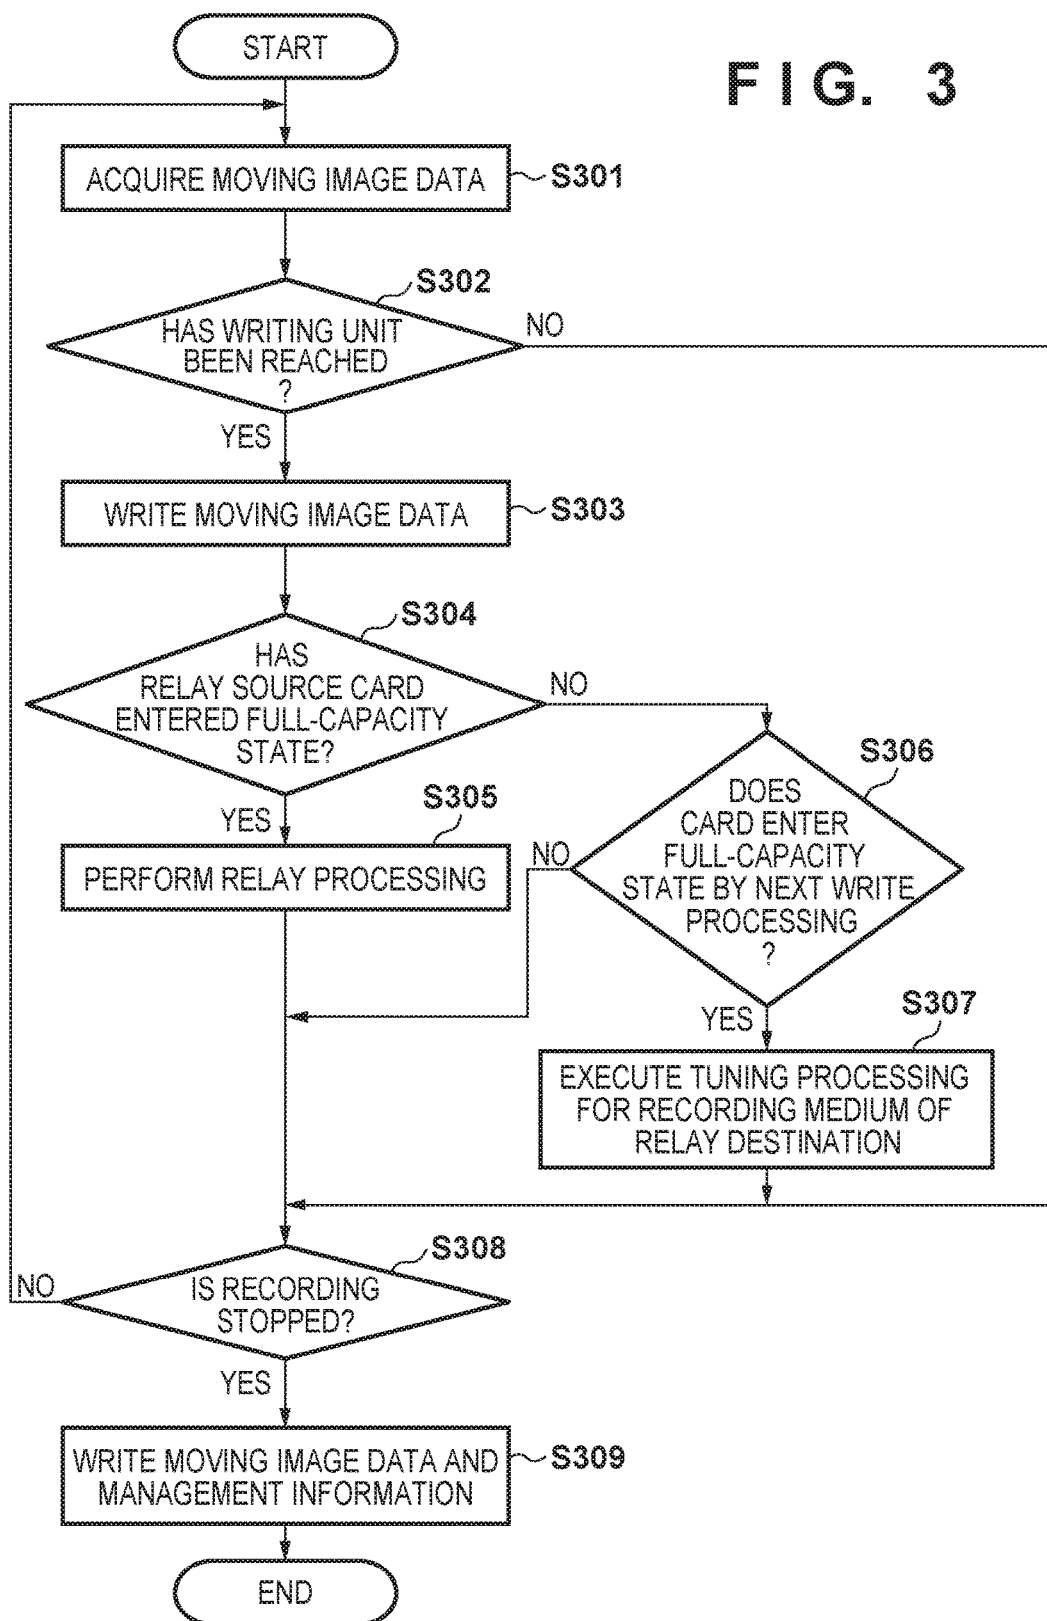 START
FIG. 3
ACQUIRE MOVING IMAGE DATA
S301
S302
HAS WRITING UNIT
BEEN REACHED
?
NO
YES
WRITE MOVING IMAGE DATA
S303
S304
HAS
RELAY SOURCE CARD
ENTERED FULL-CAPACITY
STATE?
NO
YES
S305
PERFORM RELAY PROCESSING
S306
DOES
CARD ENTER
FULL-CAPACITY
STATE BY NEXT WRITE
PROCESSING
?
NO
YES
S307
EXECUTE TUNING PROCESSING
FOR RECORDING MEDIUM OF
RELAY DESTINATION
S308
IS RECORDING
STOPPED?
NO
YES
WRITE MOVING IMAGE DATA AND
MANAGEMENT INFORMATION
S309
END